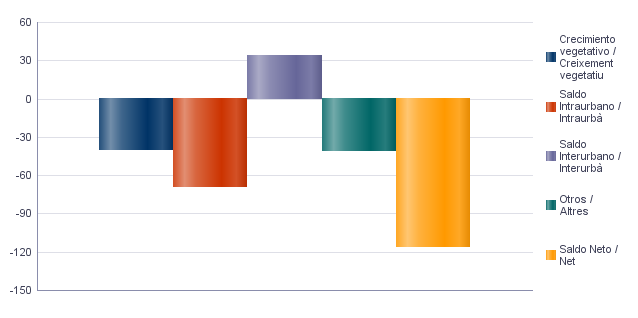 60
30
0
-30
-60
-90
-120
-150
Crecimiento
vegetativo /
Creixement
vegetatiu
Saldo
Intraurbano /
Intraurbà
Saldo
Interurbano /
Interurbà
Otros /
Altres
Saldo Neto /
Net